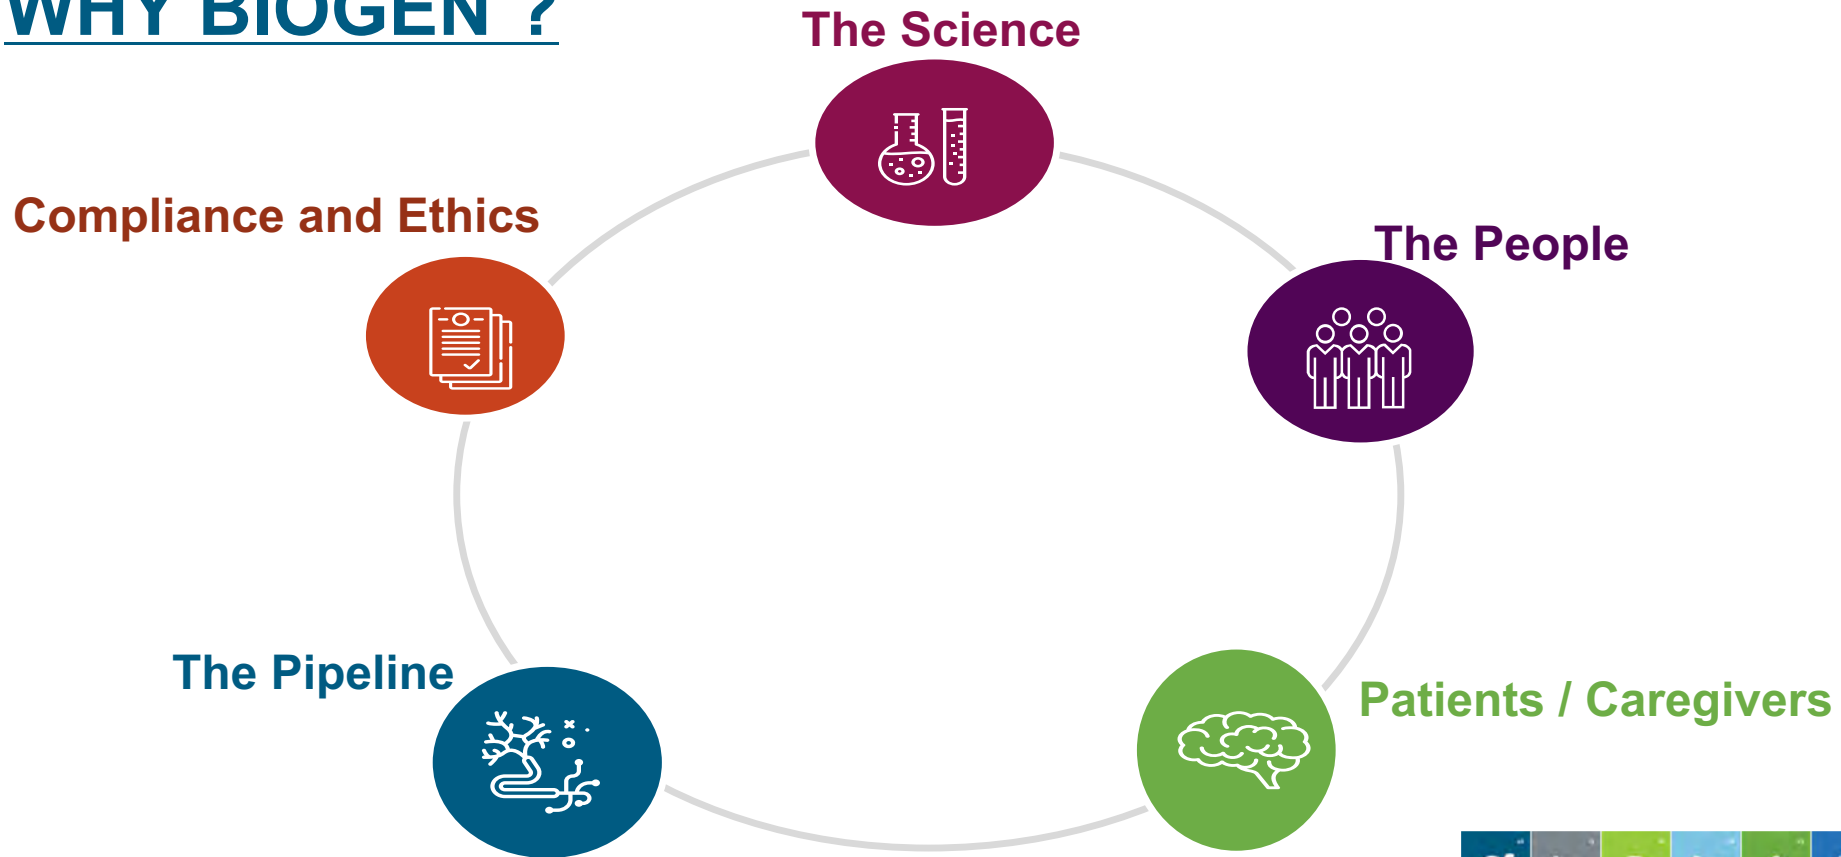 WHY BIOGEN ?
The Science
Compliance and Ethics
The People
The Pipeline
Patients / Caregivers